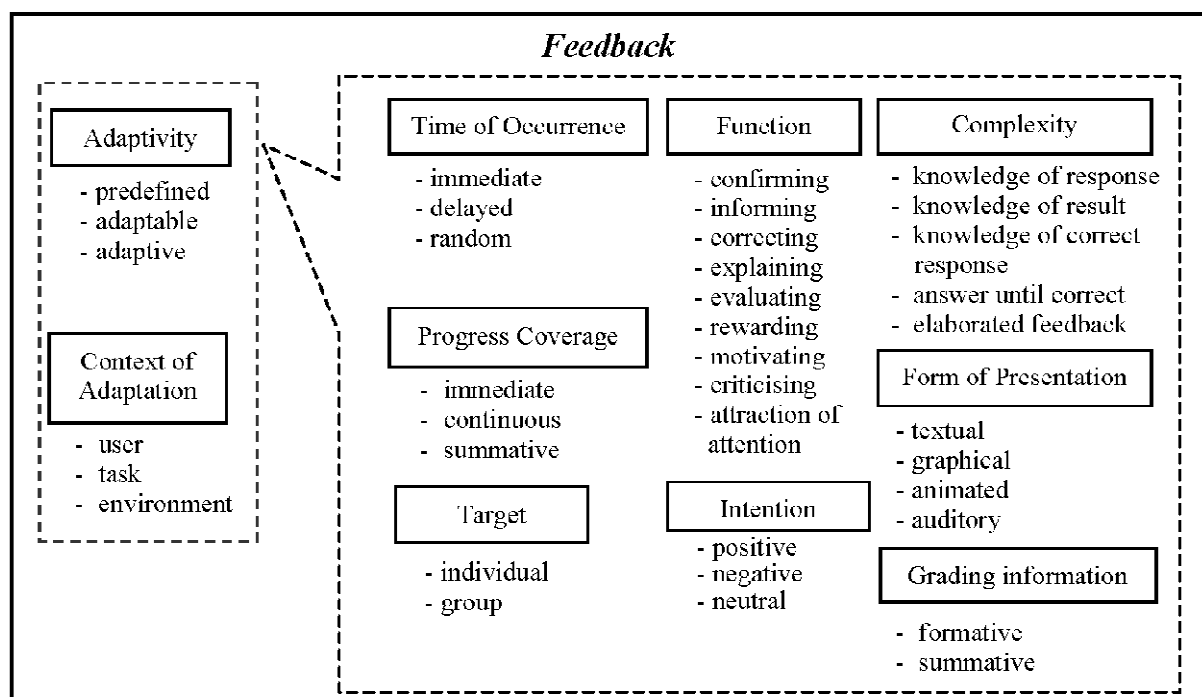 Feedback
Adaptivity
- predefined
- adaptable
- adaptive
Context of
Adaptation
- user
- task
- environment
Time of Occurrence
- immediate
- delayed
- random
Progress Coverage
- immediate
- continuous
- summative
Target
- individual
- group
Function
- confirming
- informing
- correcting
- explaining
- evaluating
- rewarding
- motivating
- criticising
- attraction of
attention
Intention
- positive
- negative
- neutral
Complexity
- knowledge of response
- knowledge of result
- knowledge of correct
response
- answer until correct
- elaborated feedback
Form of Presentation
- textual
- graphical
- animated
- auditory
Grading information
- formative
- summative